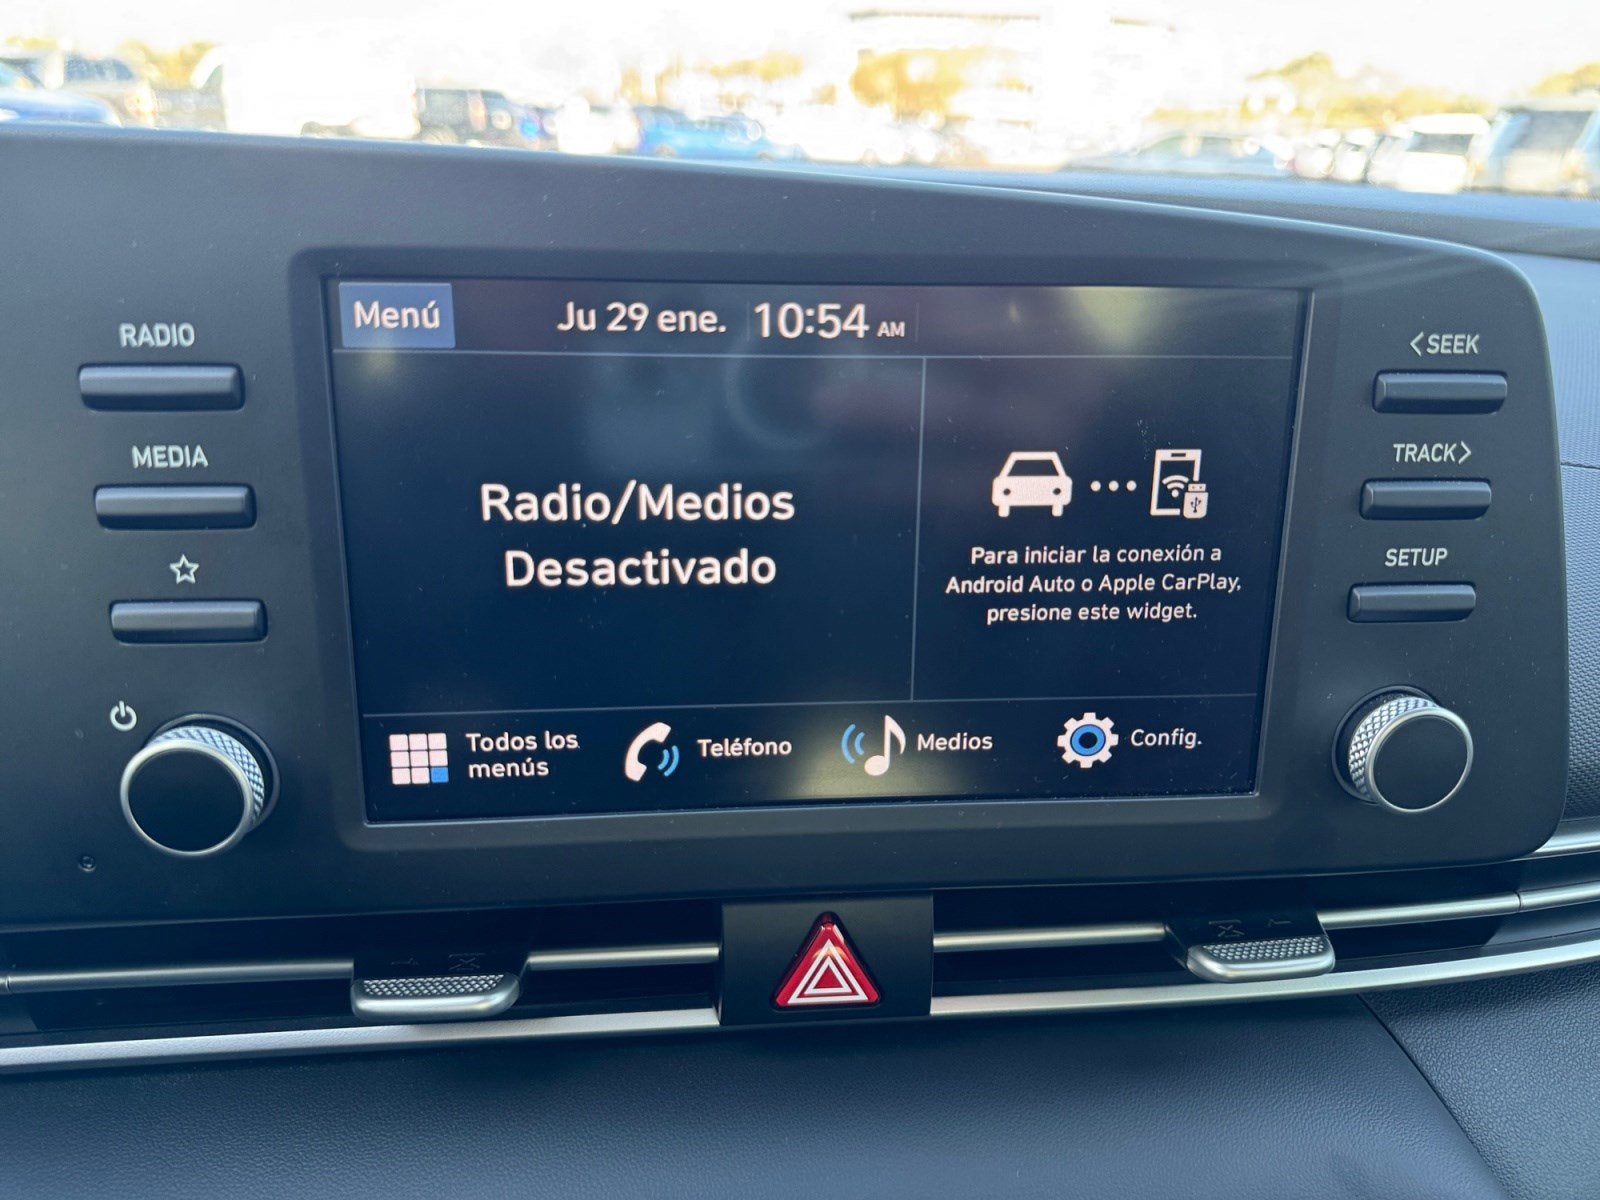 RADIO
MEDIA
Menú
Ju 29 ene.
10:54 AM
Radio/Medios
Desactivado
Para iniciar la conexión a
Android Auto o Apple CarPlay,
presione este widget.
Todos los
menús
Teléfono
Medios
Config.
<SEEK
TRACK>
SETUP